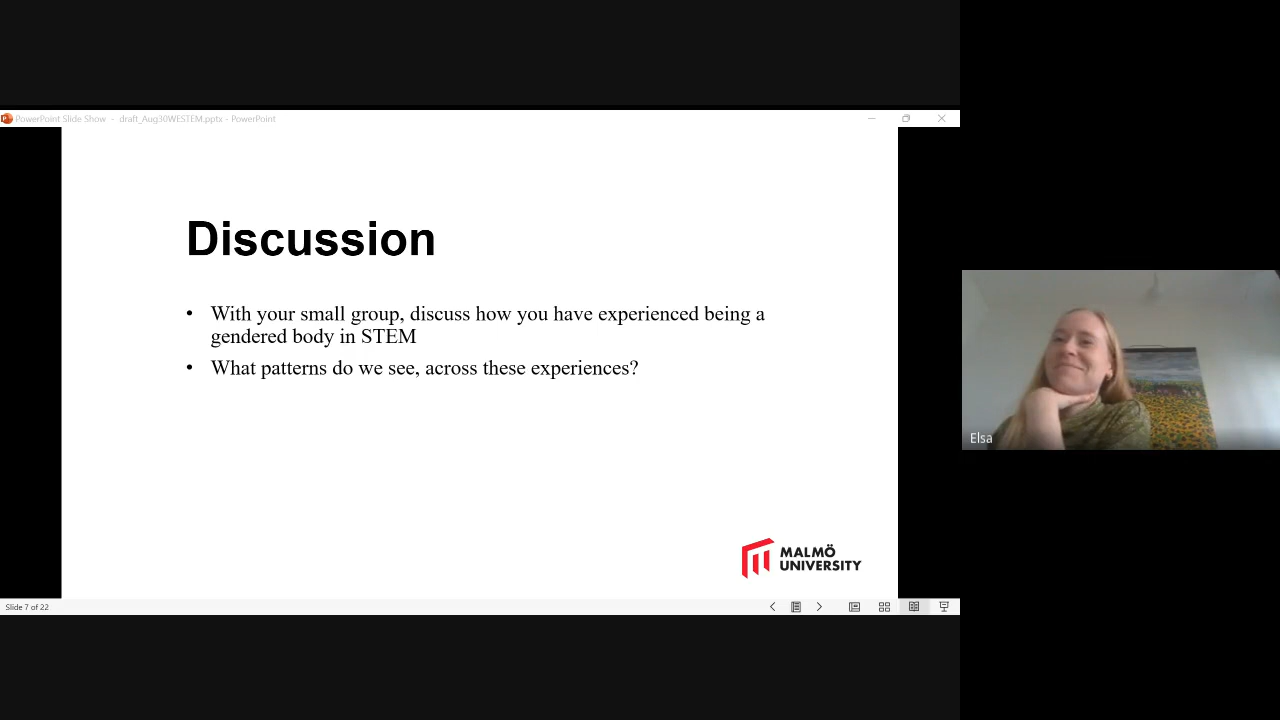 PowerPoint Slide Show - draft_Aug30WESTEM.pptx - PowerPoint
Discussion
• With your small group, discuss how you have experienced being a
gendered body in STEM
• What patterns do we see, across these experiences?
MALMÖ
UNIVERSITY
Elsa
Slide 7 of 22